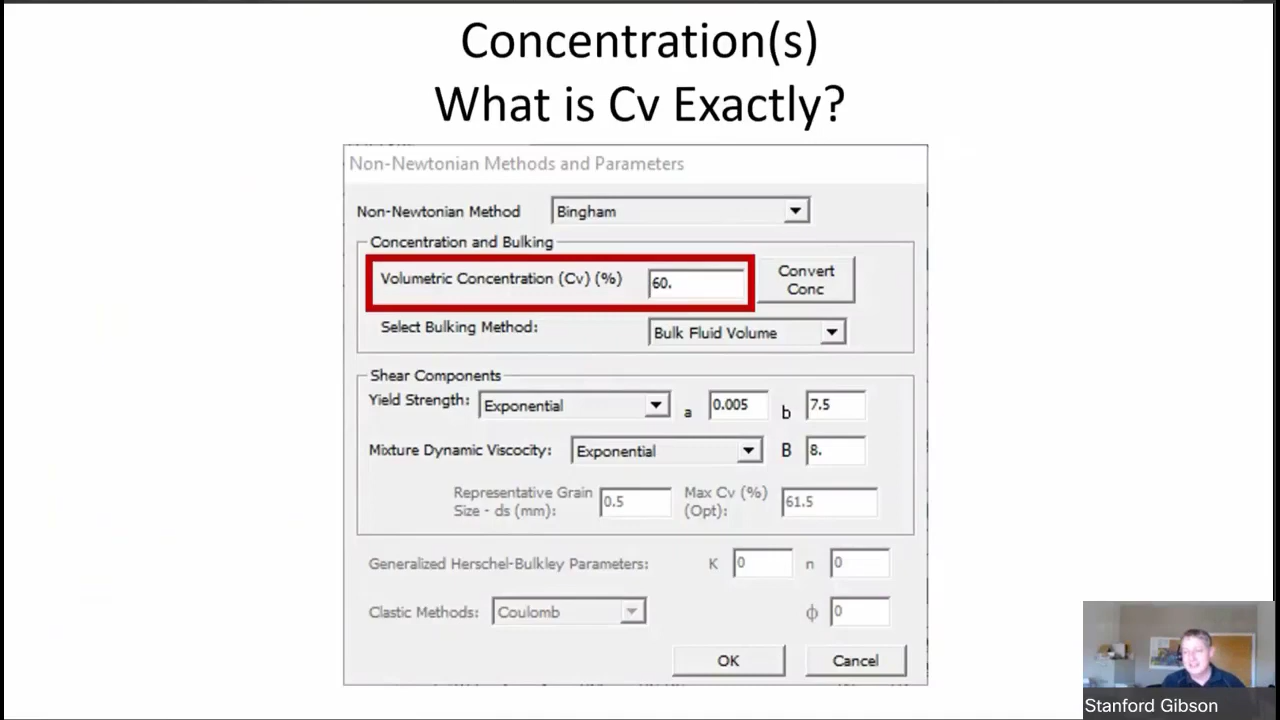 Concentration(s)
What is Cv Exactly?
Non-Newtonian Methods and Parameters
Non-Newtonian Method Bingham
Concentration and Bulking
Volumetric Concentration (Cv) (%) 60. Convert
Conc
Select Bulking Method: Bulk Fluid Volume
Shear Components
Yield Strength: Exponential a 0.005 b 7.5
Mixture Dynamic Viscocity: Exponential B 8.
Representative Grain
Size - ds (mm): 0.5 Max Cv (%)
(Opt): 61.5
Generalized Herschel-Bulkley Parameters: K 0 n 0
Clastic Methods: Coulomb ϕ 0
OK Cancel
Stanford Gibson